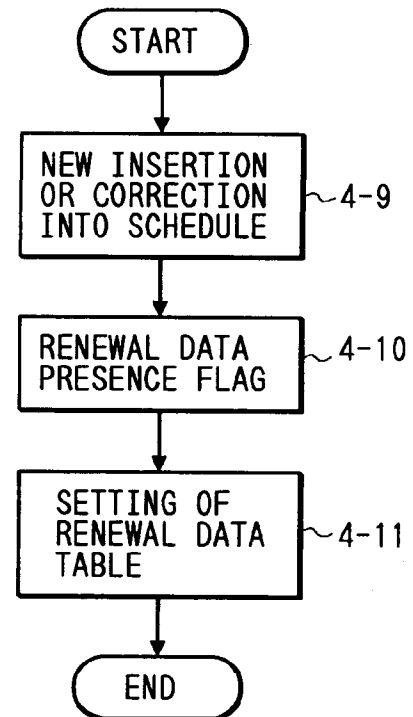 START
NEW INSERTION
OR CORRECTION
INTO SCHEDULE
4-9
RENEWAL DATA
PRESENCE FLAG
4-10
SETTING OF
RENEWAL DATA
TABLE
4-11
END